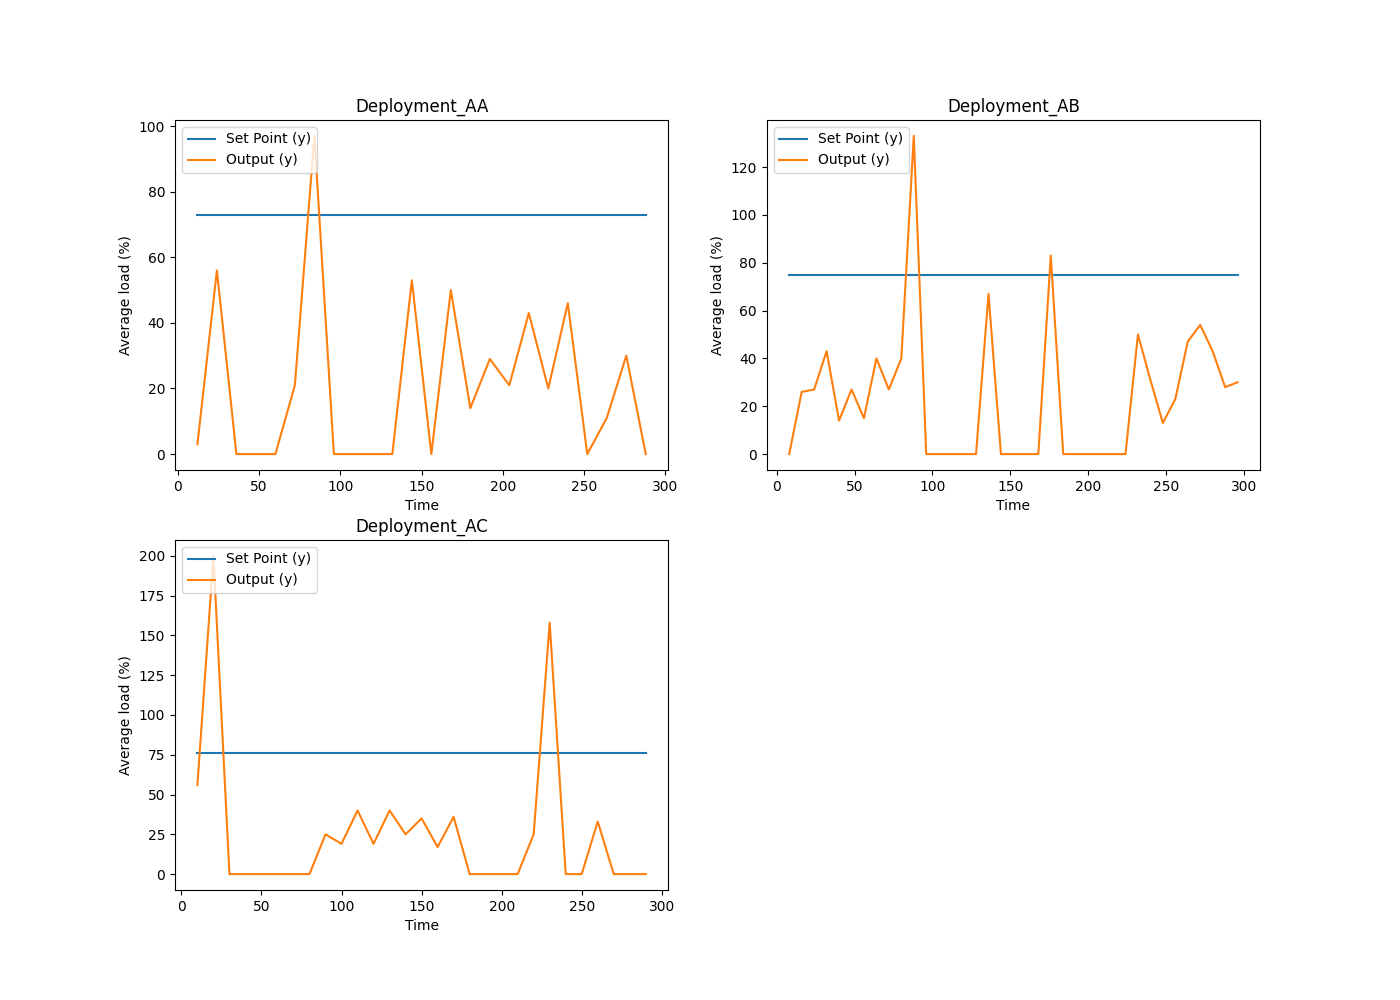 Deployment_AA
Set Point (y)
Output (y)
Average load (%)
100
80
60
40
20
0
0 50 100 150 200 250 300
Time
Deployment_AB
Set Point (y)
Output (y)
Average load (%)
120
100
80
60
40
20
0
0 50 100 150 200 250 300
Time
Deployment_AC
Set Point (y)
Output (y)
Average load (%)
200
175
150
125
100
75
50
25
0
0 50 100 150 200 250 300
Time